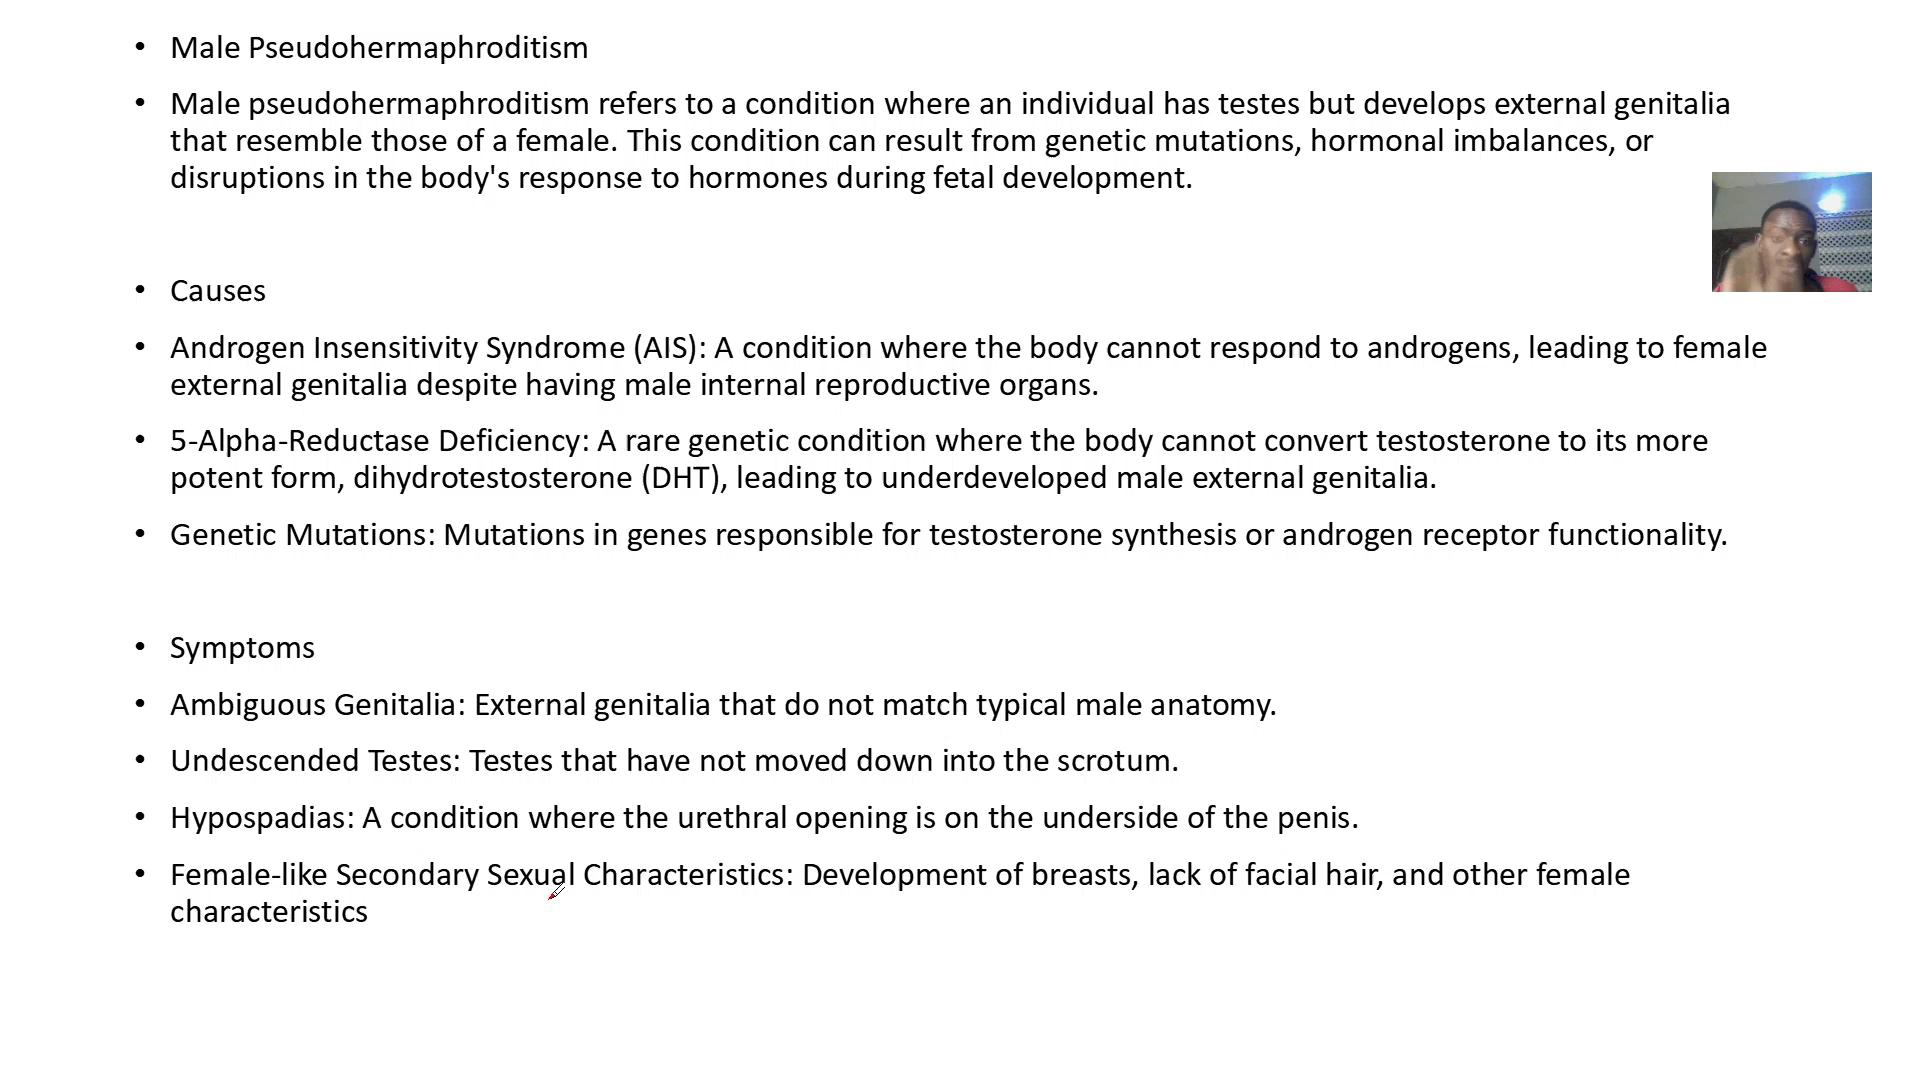 • Male Pseudohermaphroditism
• Male pseudohermaphroditism refers to a condition where an individual has testes but develops external genitalia
that resemble those of a female. This condition can result from genetic mutations, hormonal imbalances, or
disruptions in the body's response to hormones during fetal development.
• Causes
• Androgen Insensitivity Syndrome (AIS): A condition where the body cannot respond to androgens, leading to female
external genitalia despite having male internal reproductive organs.
• 5-Alpha-Reductase Deficiency: A rare genetic condition where the body cannot convert testosterone to its more
potent form, dihydrotestosterone (DHT), leading to underdeveloped male external genitalia.
• Genetic Mutations: Mutations in genes responsible for testosterone synthesis or androgen receptor functionality.
• Symptoms
• Ambiguous Genitalia: External genitalia that do not match typical male anatomy.
• Undescended Testes: Testes that have not moved down into the scrotum.
• Hypospadias: A condition where the urethral opening is on the underside of the penis.
• Female-like Secondary Sexual Characteristics: Development of breasts, lack of facial hair, and other female
characteristics